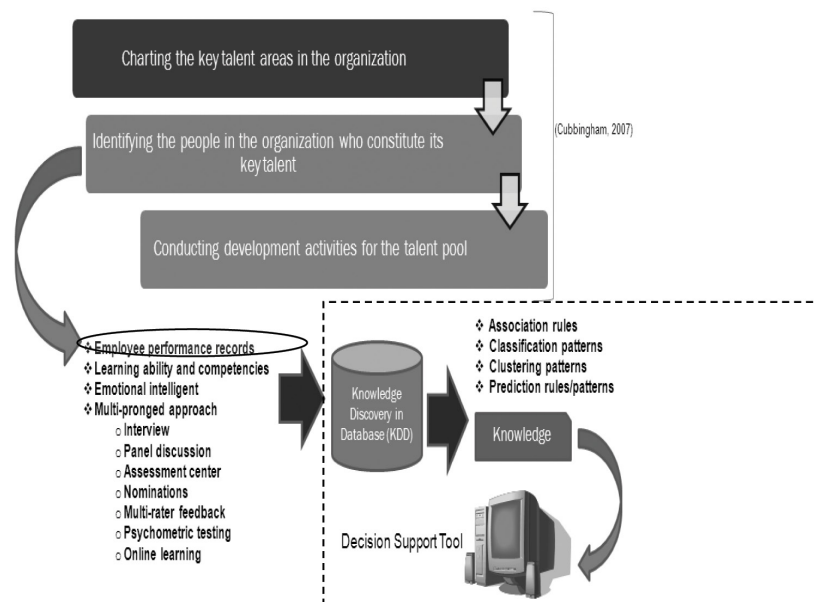 Charting the key talent areas in the organization
Identifying the people in the organization who constitute its
key talent
(Cubbingham, 2007)
Conducting development activities for the talent pool
❖ Employee performance records
❖ Learning ability and competencies
❖ Emotional intelligent
❖ Multi-pronged approach
o Interview
o Panel discussion
o Assessment center
o Nominations
o Multi-rater feedback
o Psychometric testing
o Online learning
Knowledge
Discovery in
Database (KDD)
❖ Association rules
❖ Classification patterns
❖ Clustering patterns
❖ Prediction rules/patterns
Knowledge
Decision Support Tool